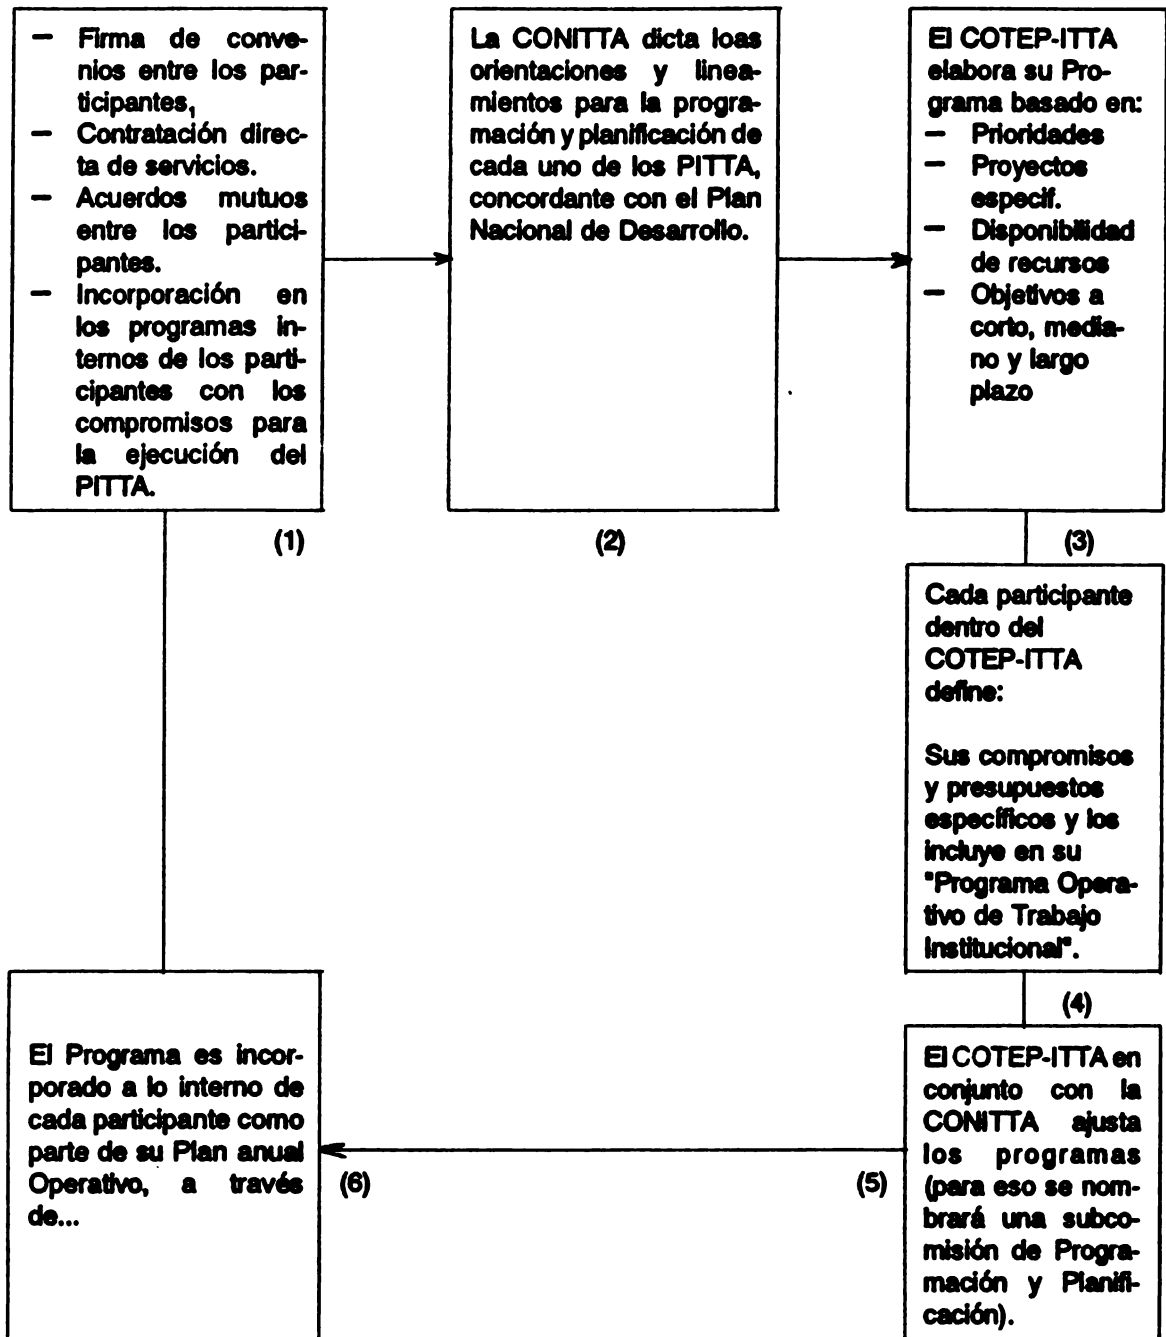 — Firma de conve-
nios entre los par-
ticipantes,
— Contratación direc-
ta de servicios.
— Acuerdos mutuos
entre los partici-
pantes.
— Incorporación en
los programas in-
ternos de los parti-
cipantes con los
compromisos para
la ejecución del
PITTA.
(1)
La CONITTA dicta loas
orientaciones y linea-
mientos para la progra-
mación y planificación de
cada uno de los PITTA,
concordante con el Plan
Nacional de Desarrollo.
(2)
El COTEP-ITTA
elabora su Pro-
grama basado en:
— Prioridades
— Proyectos
especif.
— Disponibilidad
de recursos
— Objetivos a
corto, media-
no y largo
plazo
(3)
Cada participante
dentro del
COTEP-ITTA
define:
Sus compromisos
y presupuestos
específicos y los
incluye en su
"Programa Opera-
tivo de Trabajo
Institucional".
(4)
El COTEP-ITTA en
conjunto con la
CONITTA ajusta
los programas
(para eso se nom-
brará una subco-
misión de Progra-
mación y Planifi-
cación).
(5)
El Programa es incor-
porado a lo interno de
cada participante como
parte de su Plan anual
Operativo, a través
de...
(6)